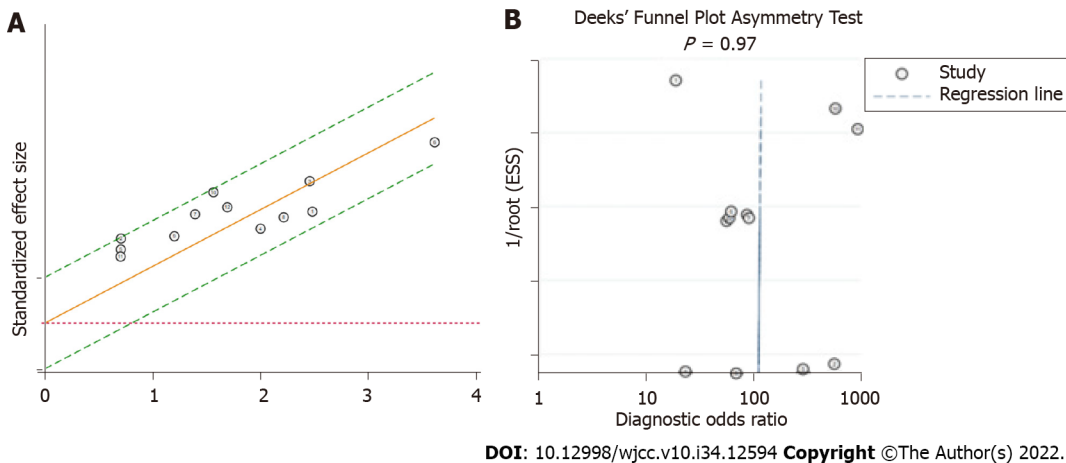 A
Standardized effect size
0 1 2 3 4
B
Deeks' Funnel Plot Asymmetry Test
P = 0.97
Study
Regression line
1/root (ESS)
1 10 100 1000
Diagnostic odds ratio
DOI: 10.12998/wjcc.v10.i34.12594 Copyright ©The Author(s) 2022.